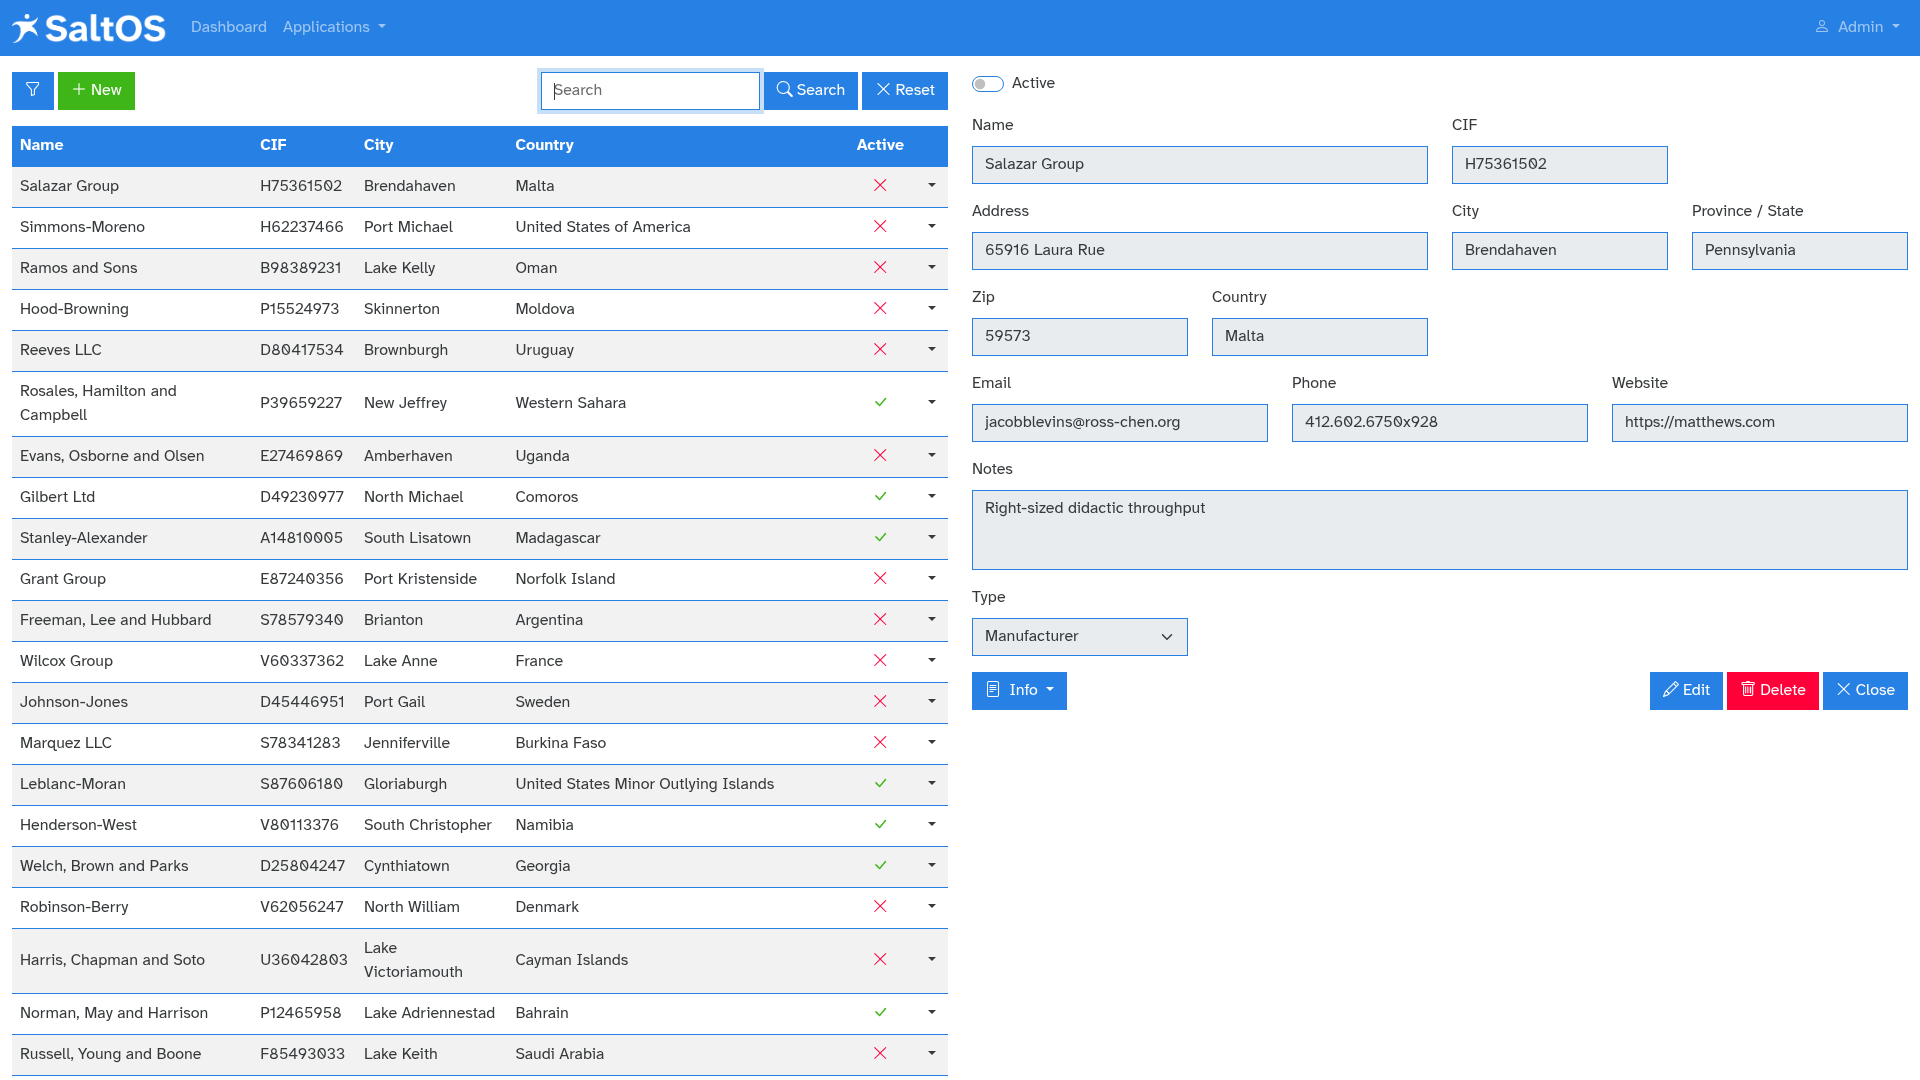 SaltOS Dashboard Applications Admin
New Search Search Reset
Name CIF City Country Active
Salazar Group H75361502 Brendahaven Malta
Simmons-Moreno H62237466 Port Michael United States of America
Ramos and Sons B98389231 Lake Kelly Oman
Hood-Browning P15524973 Skinnerton Moldova
Reeves LLC D80417534 Brownburgh Uruguay
Rosales, Hamilton and
Campbell P39659227 New Jeffrey Western Sahara
Evans, Osborne and Olsen E27469869 Amberhaven Uganda
Gilbert Ltd D49230977 North Michael Comoros
Stanley-Alexander A14810005 South Lisatown Madagascar
Grant Group E87240356 Port Kristenside Norfolk Island
Freeman, Lee and Hubbard S78579340 Brianton Argentina
Wilcox Group V60337362 Lake Anne France
Johnson-Jones D45446951 Port Gail Sweden
Marquez LLC S78341283 Jenniferville Burkina Faso
Leblanc-Moran S87606180 Gloriaburgh United States Minor Outlying Islands
Henderson-West V80113376 South Christopher Namibia
Welch, Brown and Parks D25804247 Cynthiatown Georgia
Robinson-Berry V62056247 North William Denmark
Harris, Chapman and Soto U36042803 Lake
Victoriamouth Cayman Islands
Norman, May and Harrison P12465958 Lake Adriennestad Bahrain
Russell, Young and Boone F85493033 Lake Keith Saudi Arabia
Active
Name CIF
Salazar Group H75361502
Address City Province / State
65916 Laura Rue Brendahaven Pennsylvania
Zip Country
59573 Malta
Email Phone Website
jacobblevins@ross-chen.org 412.602.6750x928 https://matthews.com
Notes
Right-sized didactic throughput
Type
Manufacturer
Info Edit Delete Close